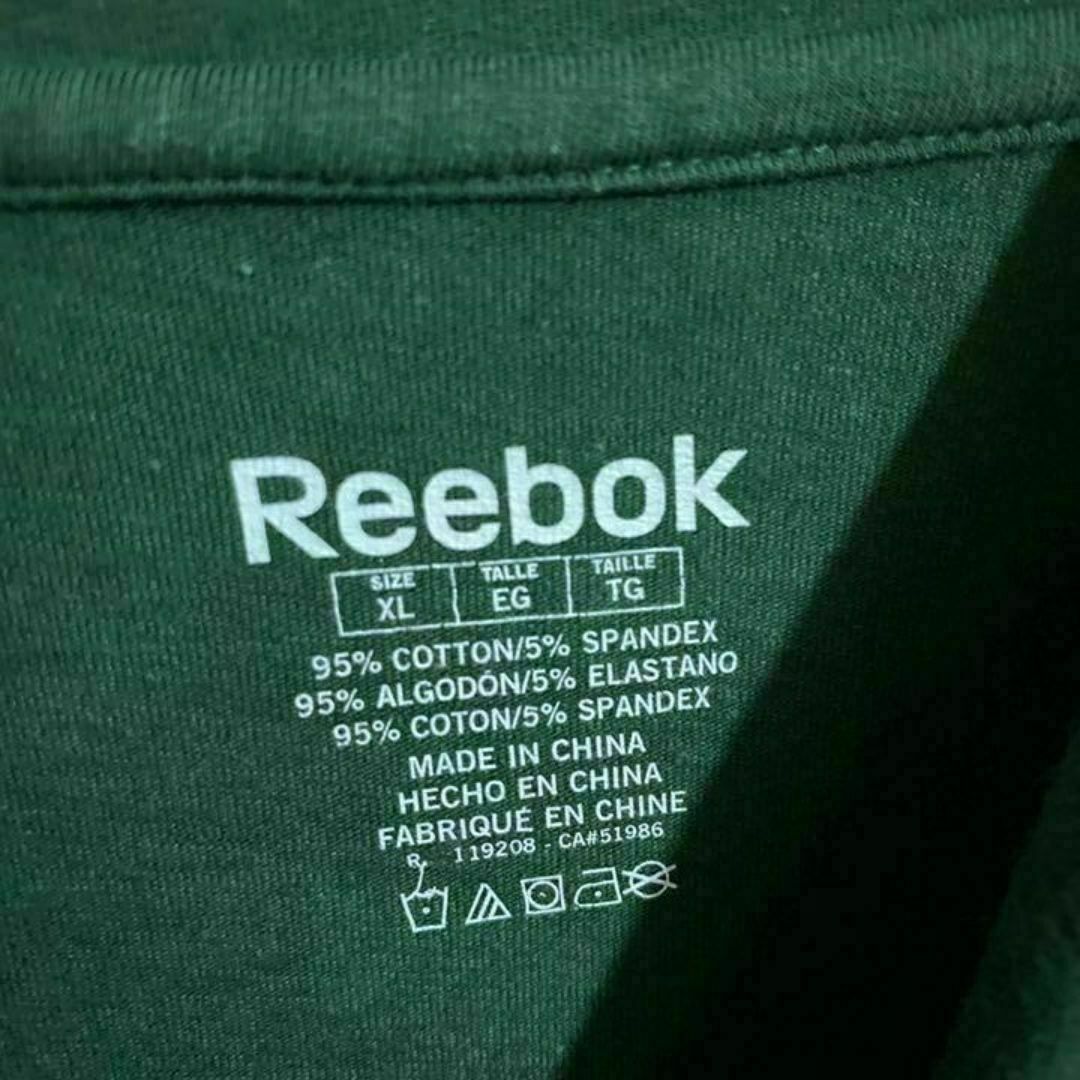 Reebok
SIZE TALLE TAILLE
XL EG TG
95% COTTON/5% SPANDEX
95% ALGODÓN/5% ELASTANO
95% COTON/5% SPANDEX
MADE IN CHINA
HECHO EN CHINA
FABRIQUÉ EN CHINE
119208 - CA#51986